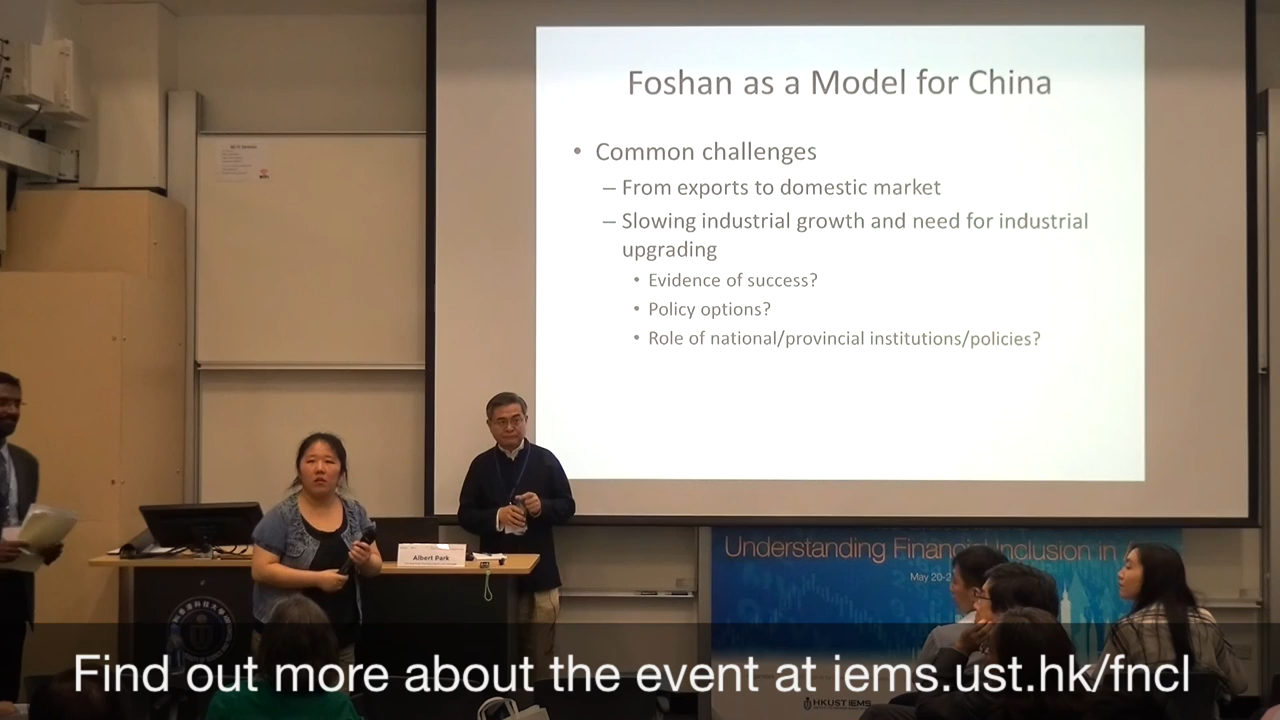 Foshan as a Model for China
• Common challenges
– From exports to domestic market
– Slowing industrial growth and need for industrial
upgrading
• Evidence of success?
• Policy options?
• Role of national/provincial institutions/policies?
Albert Park
Understanding Financial Inclusion in
May 20-2
Find out more about the event at iems.ust.hk/fncl
HKUST IEMS